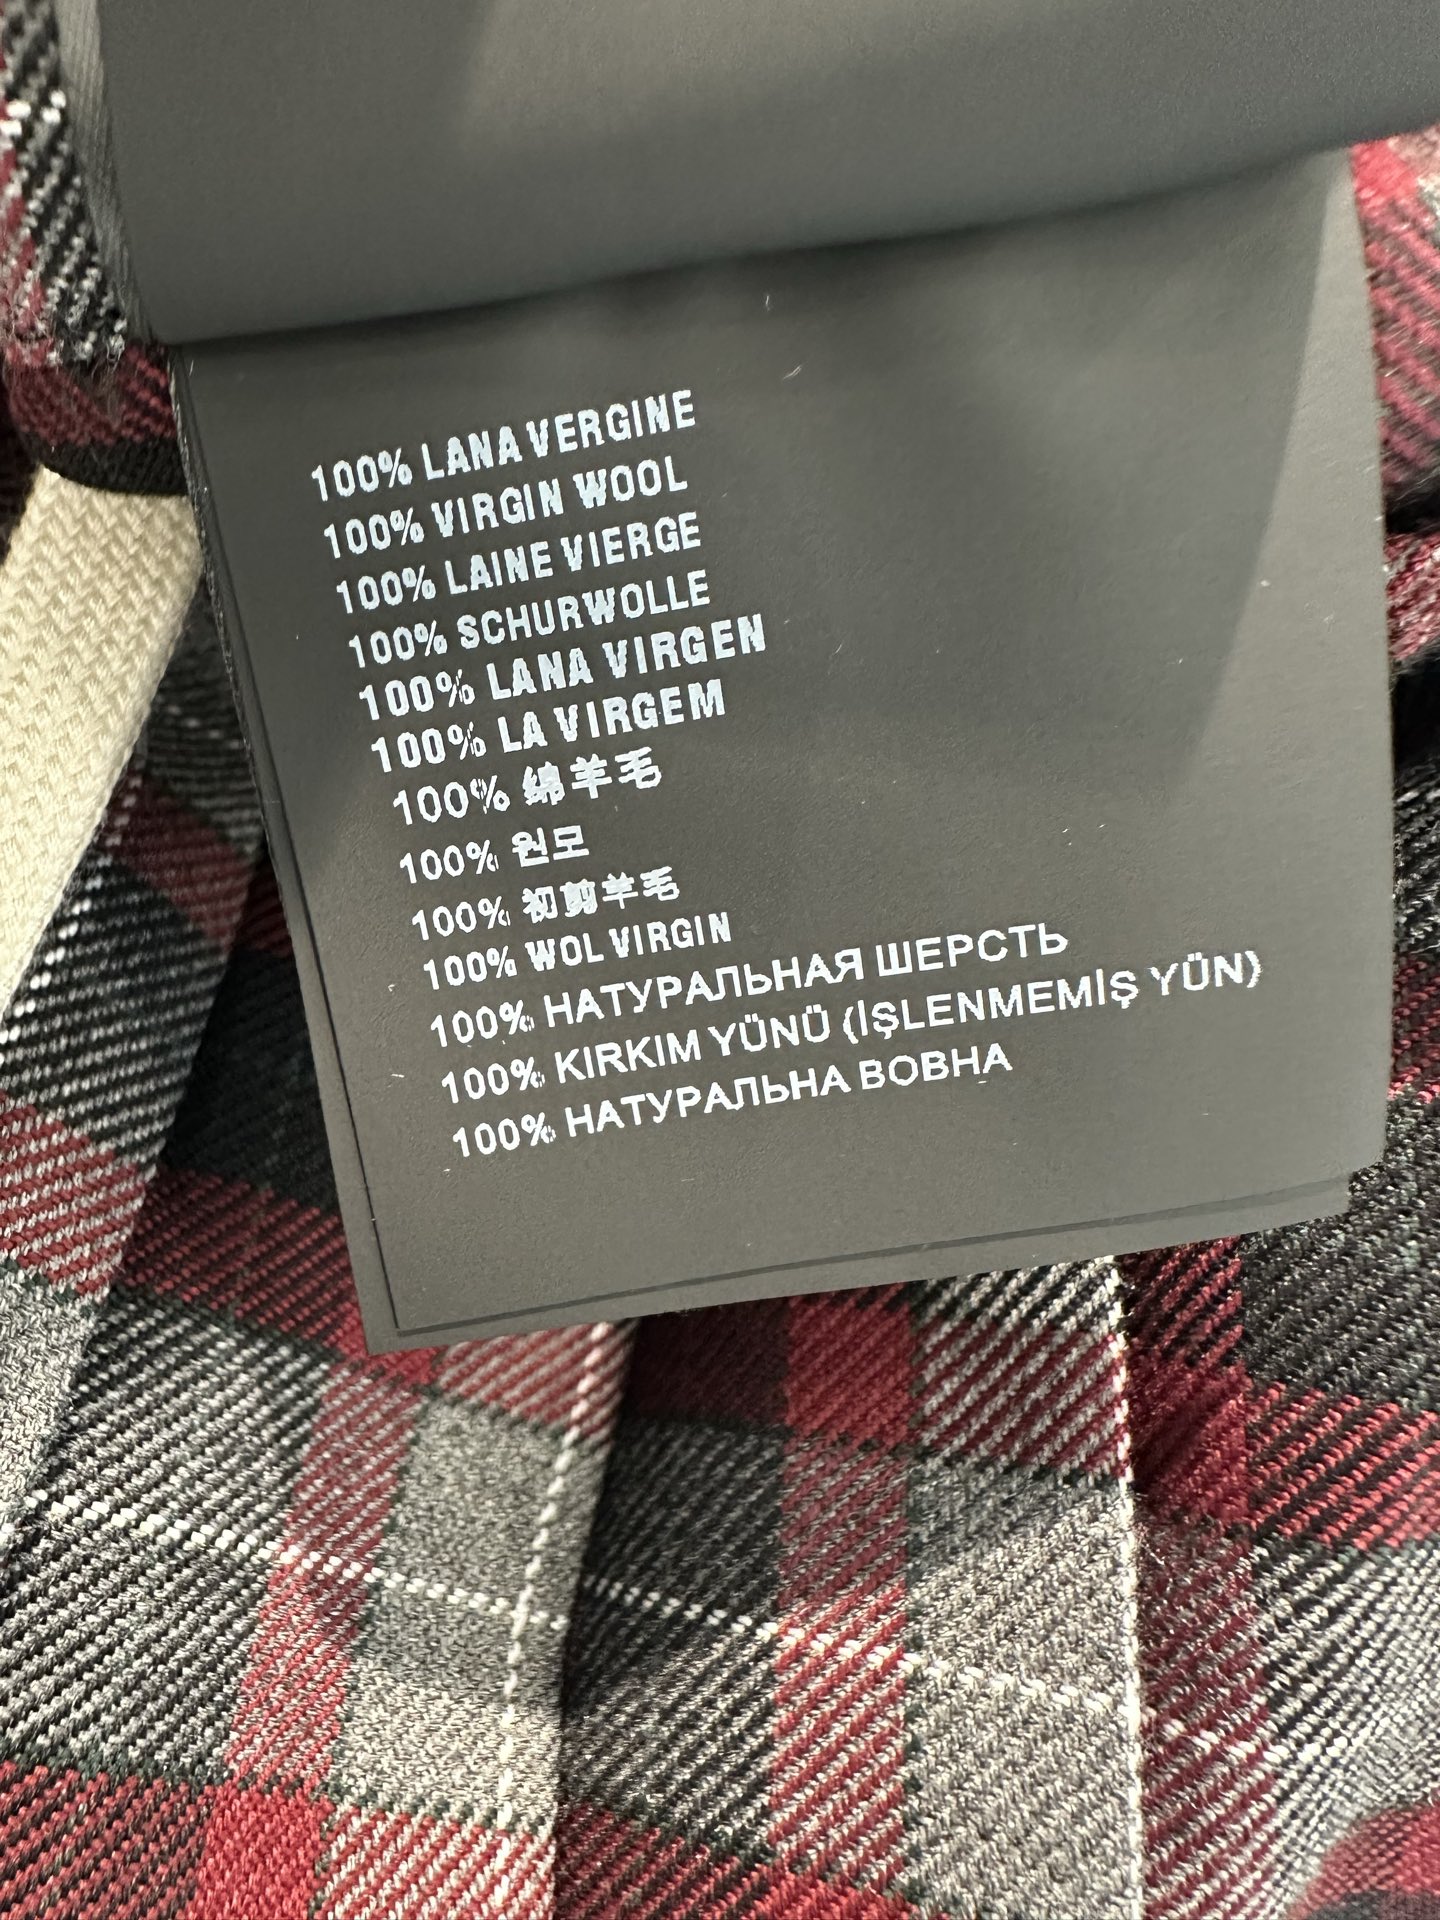 100% LANA VERGINE
100% VIRGIN WOOL
100% LAINE VIERGE
100% SCHURWOLLE
100% LANA VIRGEN
100% LA VIRGEM
100% 绵羊毛
100% 원모
100% 初剪羊毛
100% WOL VIRGIN
100% НАТУРАЛЬНАЯ ШЕРСТЬ
100% KIRKIM YÜNÜ (İŞLENMEMİŞ YÜN)
100% НАТУРАЛЬНА ВОВНА